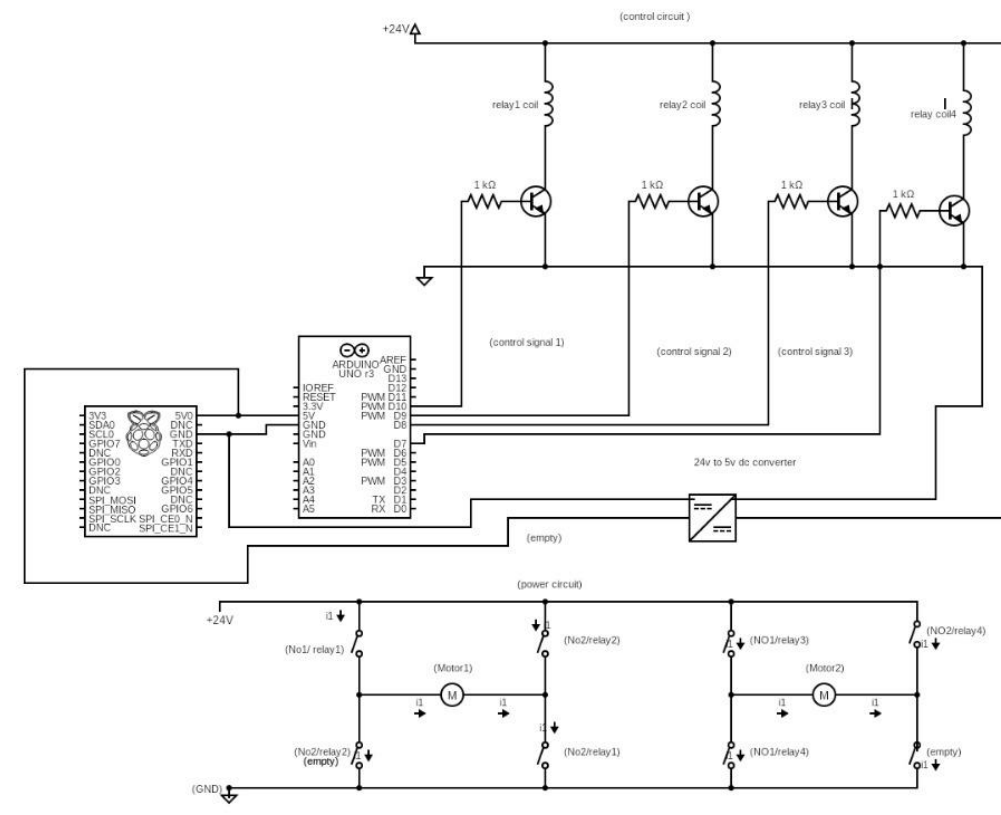 (control circuit )
+24V
relay1 coil
relay2 coil
relay3 coil
relay coil4
1 kΩ
1 kΩ
1 kΩ
1 kΩ
(control signal 1)
(control signal 2)
(control signal 3)
ARDUINO
UNO r3
IOREF
RESET
3.3V
5V
GND
GND
Vin
A0
A1
A2
A3
A4
A5
AREF
GND
D13
D12
PWM D11
PWM D10
PWM D9
D8
D7
PWM D6
PWM D5
D4
PWM D3
D2
TX D1
RX D0
3V3
SDA0
SCL0
GPIO7
DNC
GPIO0
GPIO2
GPIO3
DNC
SPI_MOSI
SPI_MISO
SPI_SCLK
DNC
5V0
DNC
GND
TXD
RXD
GPIO1
DNC
GPIO4
GPIO5
DNC
GPIO6
SPI_CE0_N
SPI_CE1_N
24v to 5v dc converter
(empty)
(power circuit)
+24V
i1
(No1/ relay1)
1
(No2/relay2)
(NO1/relay3)
1
(NO2/relay4)
i1
(Motor1)
M
i1
i1
(Motor2)
M
i1
i1
(No2/relay2)
(empty)
1
(No2/relay1)
(NO1/relay4)
1
(empty)
i1
(GND)